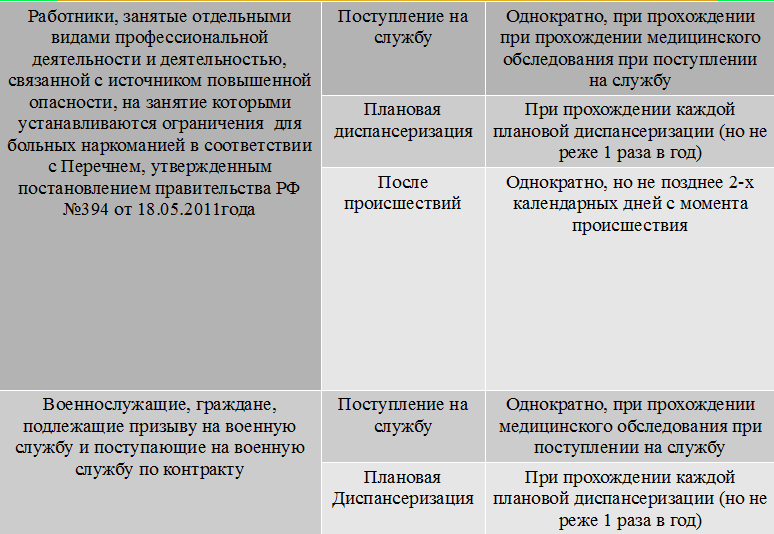 Работники, занятые отдельными
видами профессиональной
деятельности и деятельностью,
связанной с источником повышенной
опасности, на занятие которыми
устанавливаются ограничения для
больных наркоманией в соответствии
с Перечнем, утвержденным
постановлением правительства РФ
№394 от 18.05.2011года
Поступление на
службу
Однократно, при прохождении
при прохождении медицинского
обследования при поступлении
на службу
Плановая
диспансеризация
При прохождении каждой
плановой диспансеризации (но не
реже 1 раза в год)
После
происшествий
Однократно, но не позднее 2-х
календарных дней с момента
происшествия
Военнослужащие, граждане,
подлежащие призыву на военную
службу и поступающие на военную
службу по контракту
Поступление на
службу
Однократно, при прохождении
медицинского обследования при
поступлении на службу
Плановая
Диспансеризация
При прохождении каждой
плановой диспансеризации (но не
реже 1 раза в год)